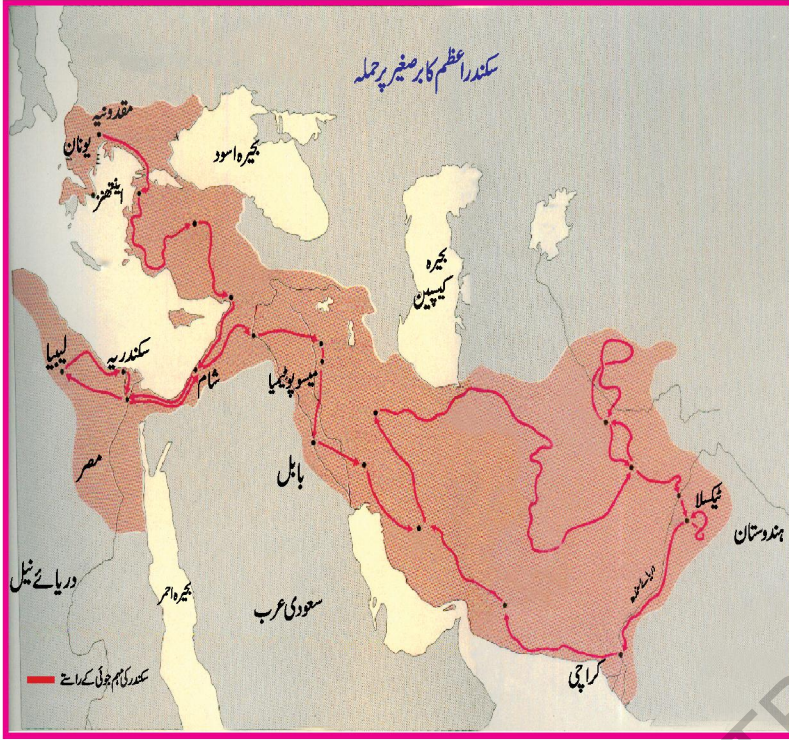 سکندر اعظم کا برصغیر پر حملہ
مقدونیہ
یونان
ایتھنز
بحیرہ اسود
بحیرہ
کیسپین
لیبیا
سکندریہ
شام
میسوپوٹیمیا
مصر
بابل
ٹیکسلا
ہندوستان
دریائے نیل
بحیرہ احمر
سعودی عرب
کراچی
سکندر کی مہم جوئی کے راستے